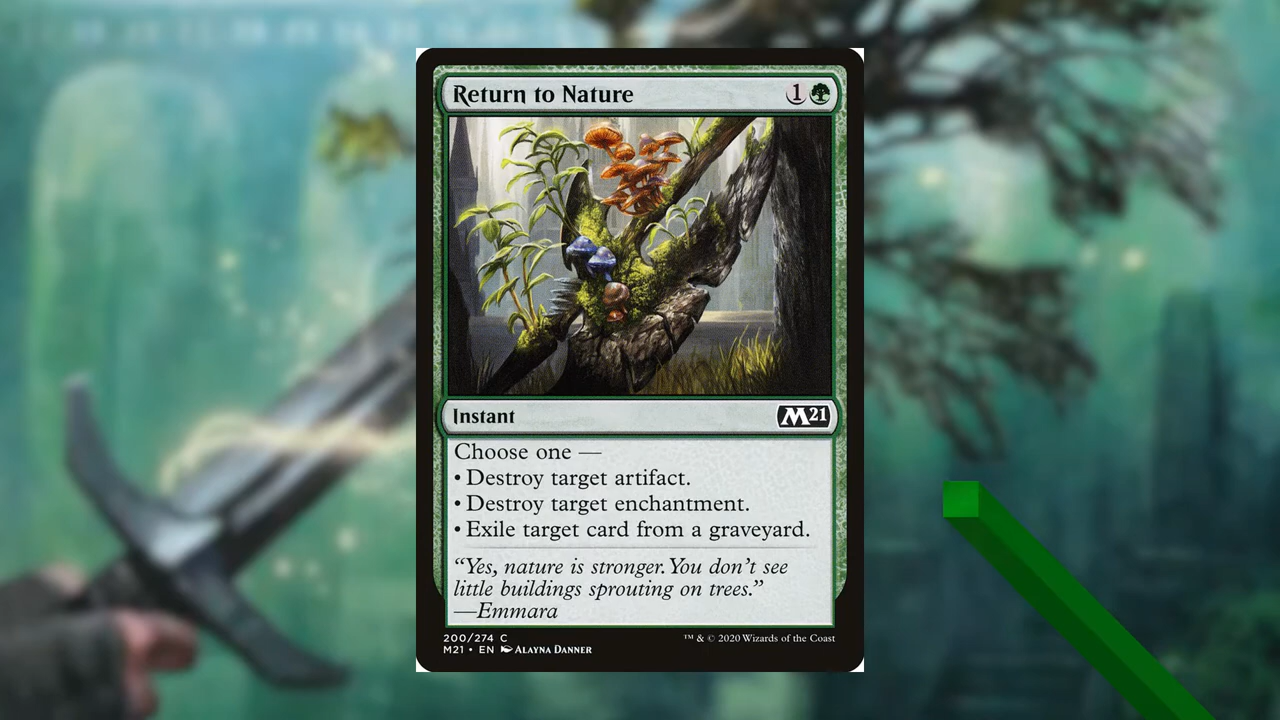 Return to Nature 1
Instant M21
Choose one —
• Destroy target artifact.
• Destroy target enchantment.
• Exile target card from a graveyard.
“Yes, nature is stronger. You don’t see
little buildings sprouting on trees.”
—Emmara
200/274 C ™ & © 2020 Wizards of the Coast
M21 • EN Alayna Danner